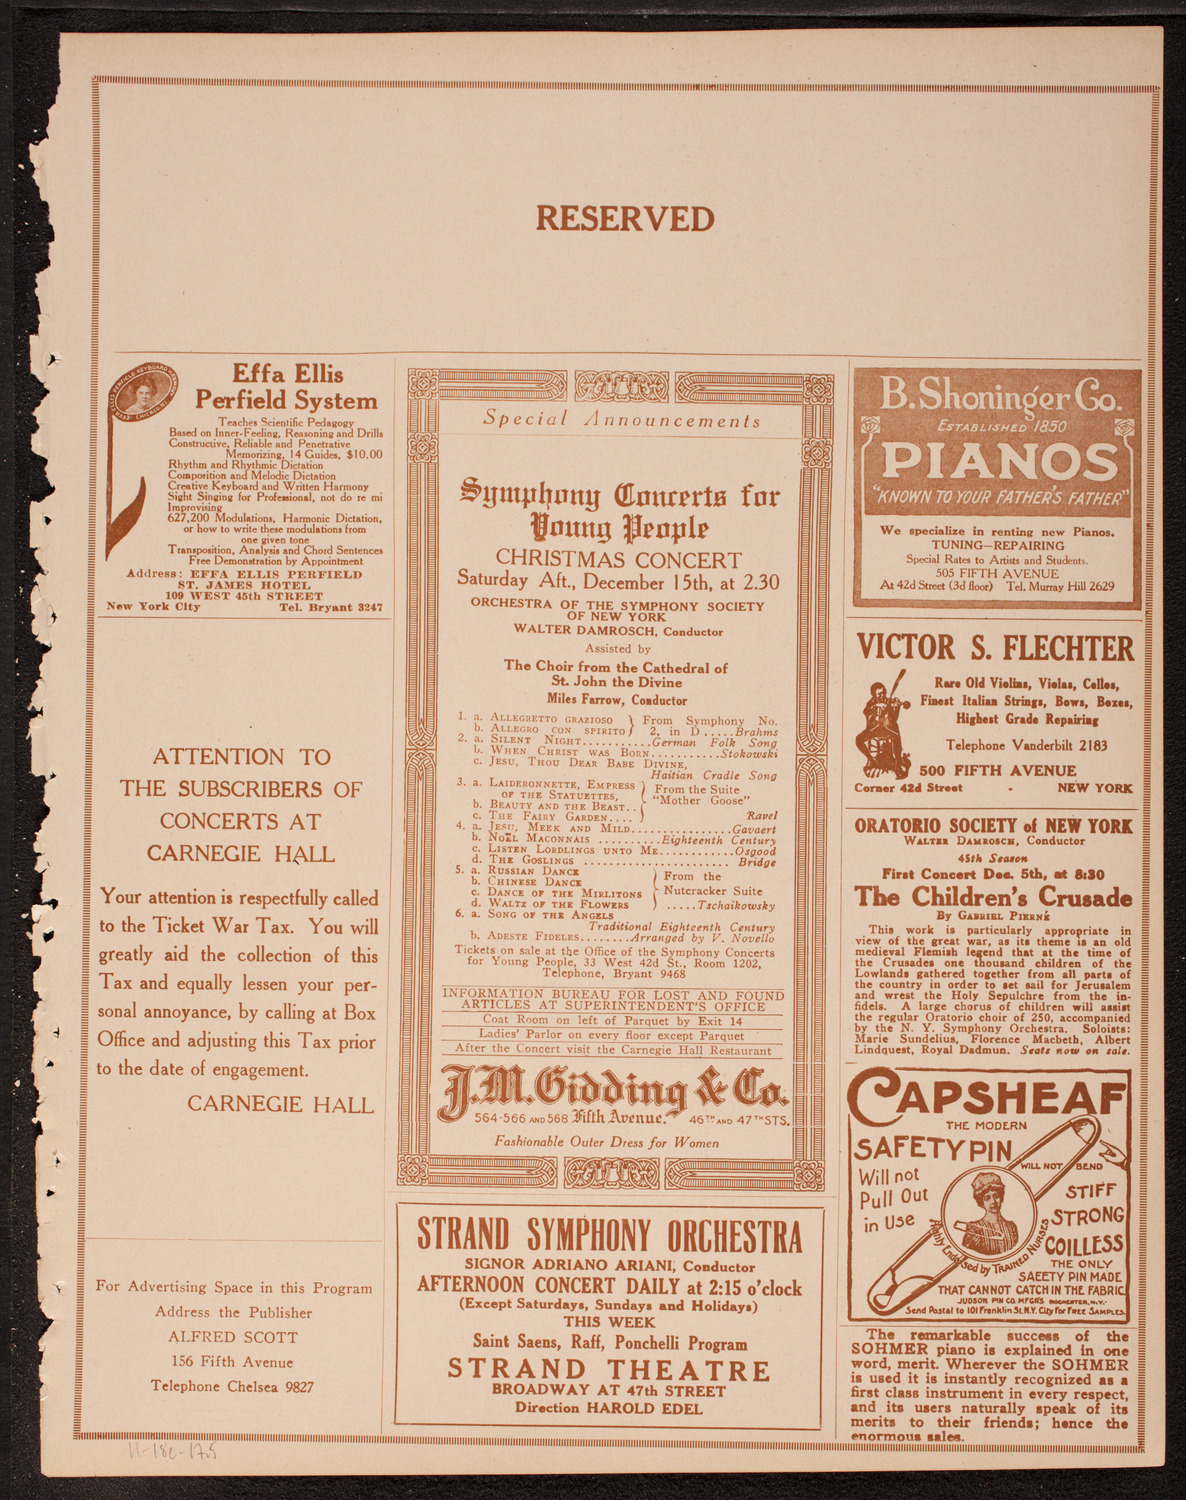 RESERVED
Effa Ellis
Perfield System
Teaches Scientific Pedagogy
Based on Inner-Feeling, Reasoning and Drills
Constructive, Reliable and Penetrative
Memorizing, 14 Guides, $10.00
Rhythm and Rhythmic Dictation
Composition and Melodic Dictation
Creative Keyboard and Written Harmony
Sight Singing for Professional, not do re mi
Improvising
627,200 Modulations, Harmonic Dictation,
or how to write these modulations from
one given tone
Transposition, Analysis and Chord Sentences
Free Demonstration by Appointment
Address: EFFA ELLIS PERFIELD
ST. JAMES HOTEL
109 WEST 45th STREET
New York City Tel. Bryant 3247
ATTENTION TO
THE SUBSCRIBERS OF
CONCERTS AT
CARNEGIE HALL
Your attention is respectfully called
to the Ticket War Tax. You will
greatly aid the collection of this
Tax and equally lessen your per-
sonal annoyance, by calling at Box
Office and adjusting this Tax prior
to the date of engagement.
CARNEGIE HALL
For Advertising Space in this Program
Address the Publisher
ALFRED SCOTT
156 Fifth Avenue
Telephone Chelsea 9827
Special Announcements
Symphony Concerts for
Young People
CHRISTMAS CONCERT
Saturday Aft., December 15th, at 2.30
ORCHESTRA OF THE SYMPHONY SOCIETY
OF NEW YORK
WALTER DAMROSCH, Conductor
Assisted by
The Choir from the Cathedral of
St. John the Divine
Miles Farrow, Conductor
1. a. ALLEGRETTO GRAZIOSO } From Symphony No.
b. ALLEGRO CON SPIRITO } 2, in D.....Brahms
2. a. SILENT NIGHT...........German Folk Song
b. WHEN CHRIST WAS BORN...........Stokowski
c. JESU, THOU DEAR BABE DIVINE,
Haitian Cradle Song
3. a. LAIDERONNETTE, EMPRESS
OF THE STATUETTES, } From the Suite
b. BEAUTY AND THE BEAST.. "Mother Goose"
c. THE FAIRY GARDEN.... Ravel
4. a. JESU, MEEK AND MILD...............Gavaert
b. NOËL MACONNAIS ..........Eighteenth Century
c. LISTEN LORDLINGS UNTO ME...........Osgood
d. THE GOSLINGS ........................ Bridge
5. a. RUSSIAN DANCE } From the
b. CHINESE DANCE
c. DANCE OF THE MIRLITONS Nutcracker Suite
d. WALTZ OF THE FLOWERS .....Tschaikowsky
6. a. SONG OF THE ANGELS
Traditional Eighteenth Century
b. ADESTE FIDELES........Arranged by V. Novello
Tickets on sale at the Office of the Symphony Concerts
for Young People, 33 West 42d St., Room 1202,
Telephone, Bryant 9468
INFORMATION BUREAU FOR LOST AND FOUND
ARTICLES AT SUPERINTENDENT'S OFFICE
Coat Room on left of Parquet by Exit 14
Ladies' Parlor on every floor except Parquet
After the Concert visit the Carnegie Hall Restaurant
J.M. Gidding & Co.
564-566 AND 568 Fifth Avenue. 46TH AND 47TH STS.
Fashionable Outer Dress for Women
STRAND SYMPHONY ORCHESTRA
SIGNOR ADRIANO ARIANI, Conductor
AFTERNOON CONCERT DAILY at 2:15 o'clock
(Except Saturdays, Sundays and Holidays)
THIS WEEK
Saint Saens, Raff, Ponchelli Program
STRAND THEATRE
BROADWAY AT 47th STREET
Direction HAROLD EDEL
B. Shoninger Co.
ESTABLISHED 1850
PIANOS
"KNOWN TO YOUR FATHER'S FATHER"
We specialize in renting new Pianos.
TUNING—REPAIRING
Special Rates to Artists and Students.
505 FIFTH AVENUE
At 42d Street (3d floor) Tel. Murray Hill 2629
VICTOR S. FLECHTER
Rare Old Violins, Violas, Cellos,
Finest Italian Strings, Bows, Boxes,
Highest Grade Repairing
Telephone Vanderbilt 2183
500 FIFTH AVENUE
Corner 42d Street - NEW YORK
ORATORIO SOCIETY of NEW YORK
WALTER DAMROSCH, Conductor
45th Season
First Concert Dec. 5th, at 8:30
The Children's Crusade
By GABRIEL PIERNÉ
This work is particularly appropriate in
view of the great war, as its theme is an old
medieval Flemish legend that at the time of
the Crusades one thousand children of the
Lowlands gathered together from all parts of
the country in order to set sail for Jerusalem
and wrest the Holy Sepulchre from the in-
fidels. A large chorus of children will assist
the regular Oratorio choir of 250, accompanied
by the N. Y. Symphony Orchestra. Soloists:
Marie Sundelius, Florence Macbeth, Albert
Lindquest, Royal Dadmun. Seats now on sale.
CAPSHEAF
THE MODERN
SAFETY PIN
WILL NOT BEND
Will not
Pull Out
in Use
STIFF
STRONG
COILLESS
Highly Endorsed by TRAINED NURSES
THE ONLY
SAFETY PIN MADE
THAT CANNOT CATCH IN THE FABRIC
JUDSON PIN CO. MFGRS ROCHESTER, N.Y.
Send Postal to 101 Franklin St. N.Y. City for FREE SAMPLES.
The remarkable success of the
SOHMER piano is explained in one
word, merit. Wherever the SOHMER
is used it is instantly recognized as a
first class instrument in every respect,
and its users naturally speak of its
merits to their friends; hence the
enormous sales.
11-18e-17.5